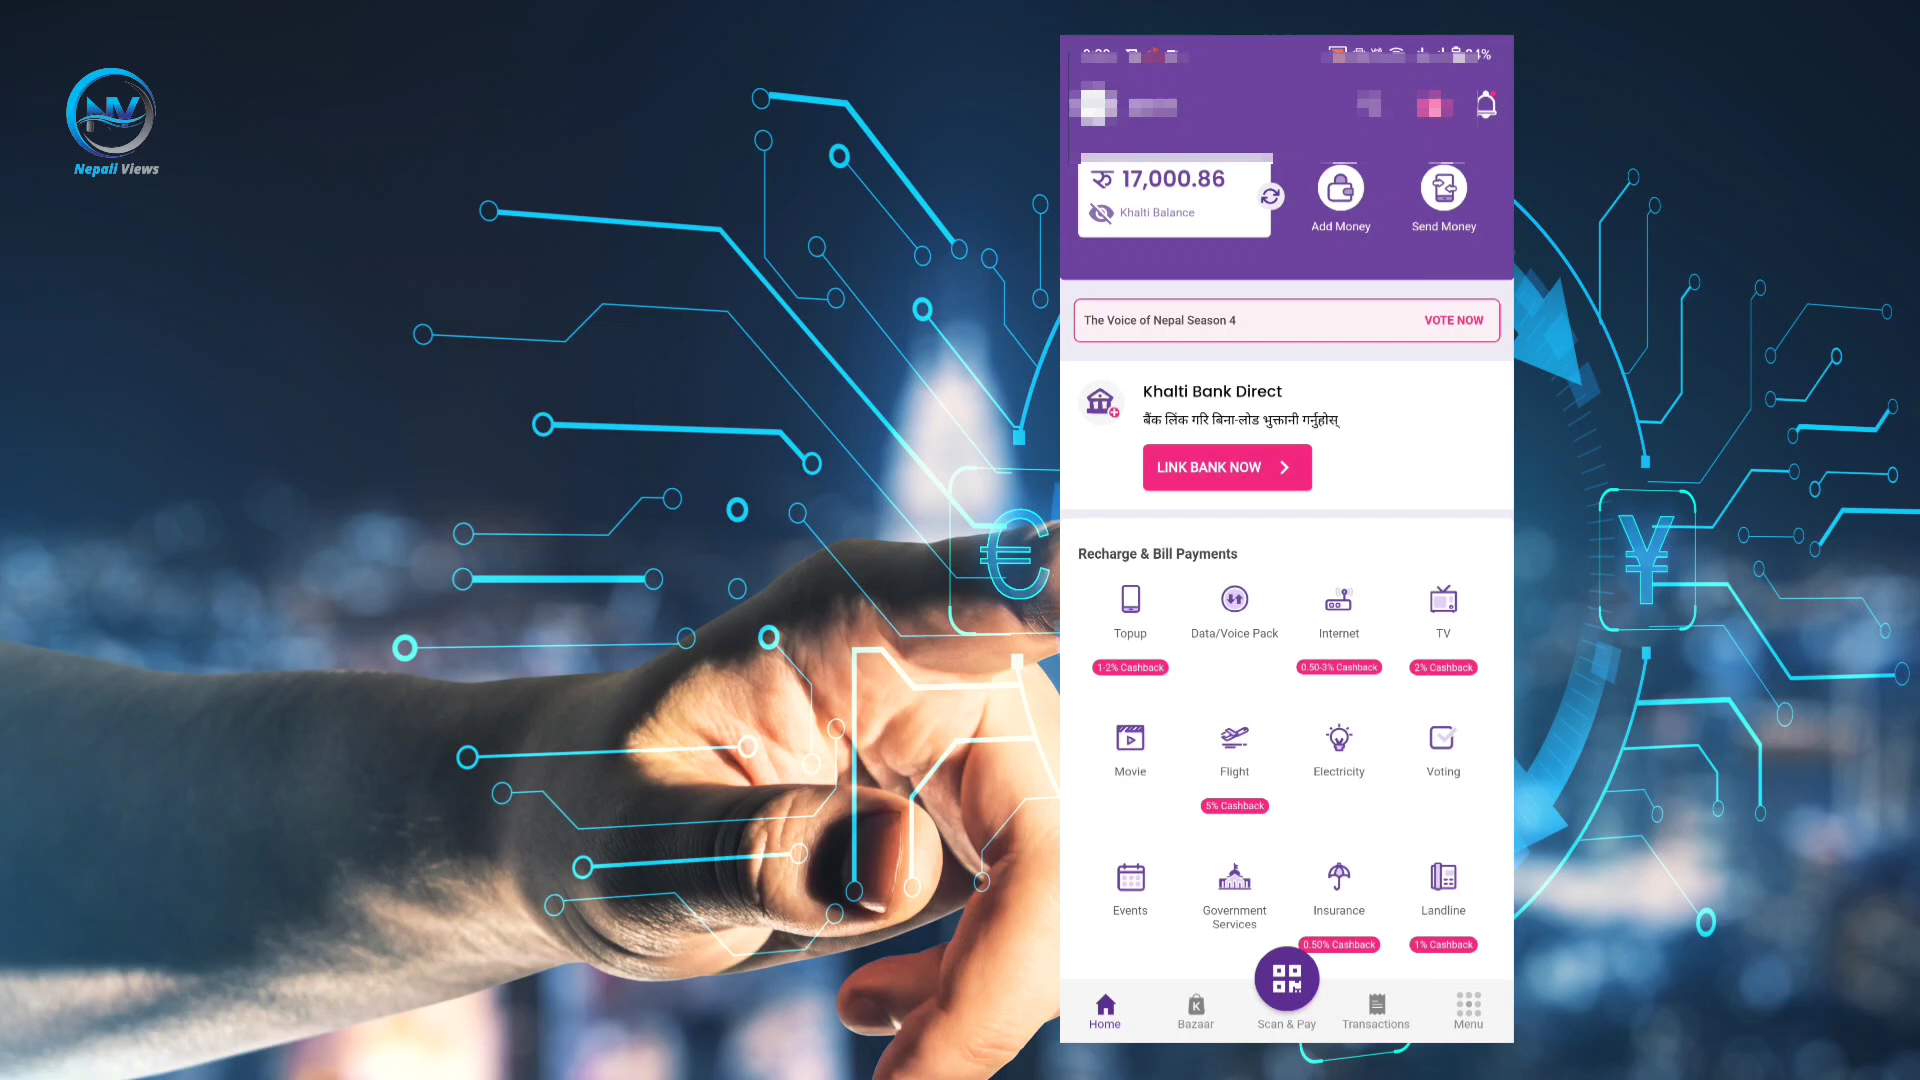 NV
Nepali Views
रु 17,000.86
Khalti Balance
Add Money
Send Money
The Voice of Nepal Season 4
VOTE NOW
Khalti Bank Direct
बैंक लिंक गरि बिना-लोड भुक्तानी गर्नुहोस्
LINK BANK NOW
Recharge & Bill Payments
Topup
Data/Voice Pack
Internet
TV
1-2% Cashback
0.50-3% Cashback
2% Cashback
Movie
Flight
Electricity
Voting
5% Cashback
Events
Government
Services
Insurance
Landline
0.50% Cashback
1% Cashback
Home
Bazaar
Scan & Pay
Transactions
Menu
€
¥